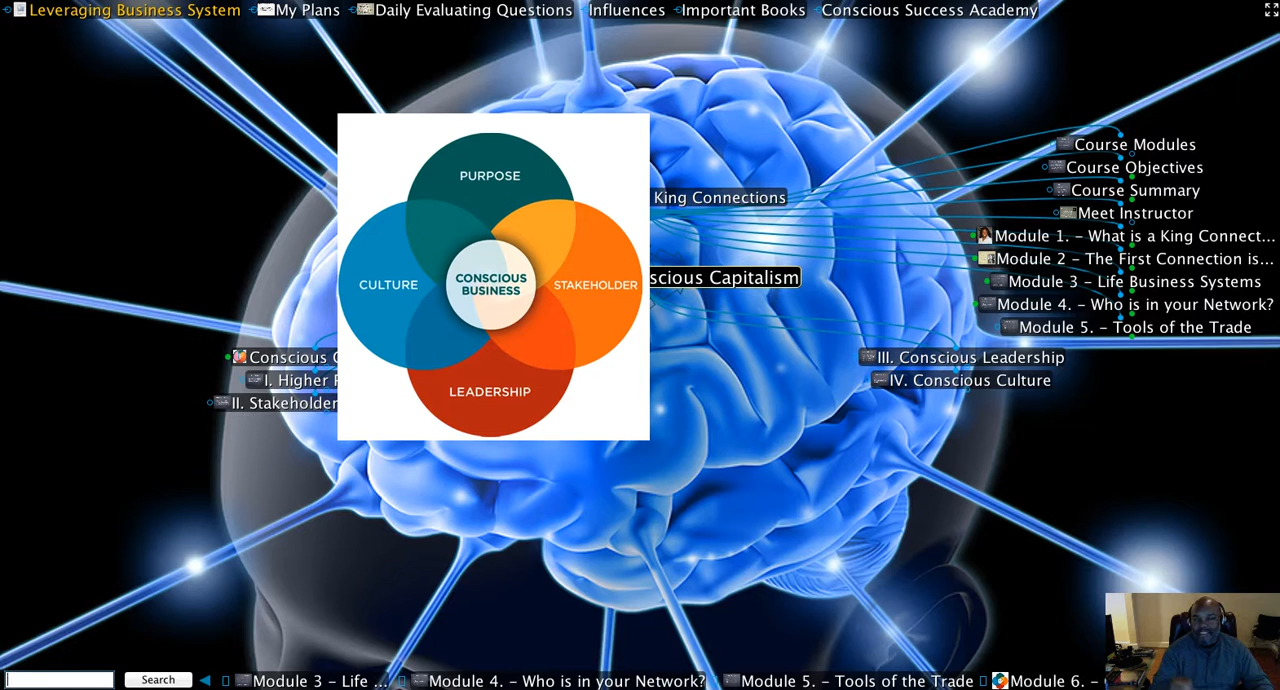 Leveraging Business System My Plans Daily Evaluating Questions Influences Important Books Conscious Success Academy
PURPOSE
CULTURE
CONSCIOUS
BUSINESS
STAKEHOLDER
LEADERSHIP
King Connections
scious Capitalism
Course Modules
Course Objectives
Course Summary
Meet Instructor
Module 1. – What is a King Connect...
Module 2 – The First Connection is...
Module 3 – Life Business Systems
Module 4. – Who is in your Network?
Module 5. – Tools of the Trade
Conscious
I. Higher
II. Stakeholder
III. Conscious Leadership
IV. Conscious Culture
Search Module 3 – Life ... Module 4. – Who is in your Network? Module 5. – Tools of the Trade Module 6. –